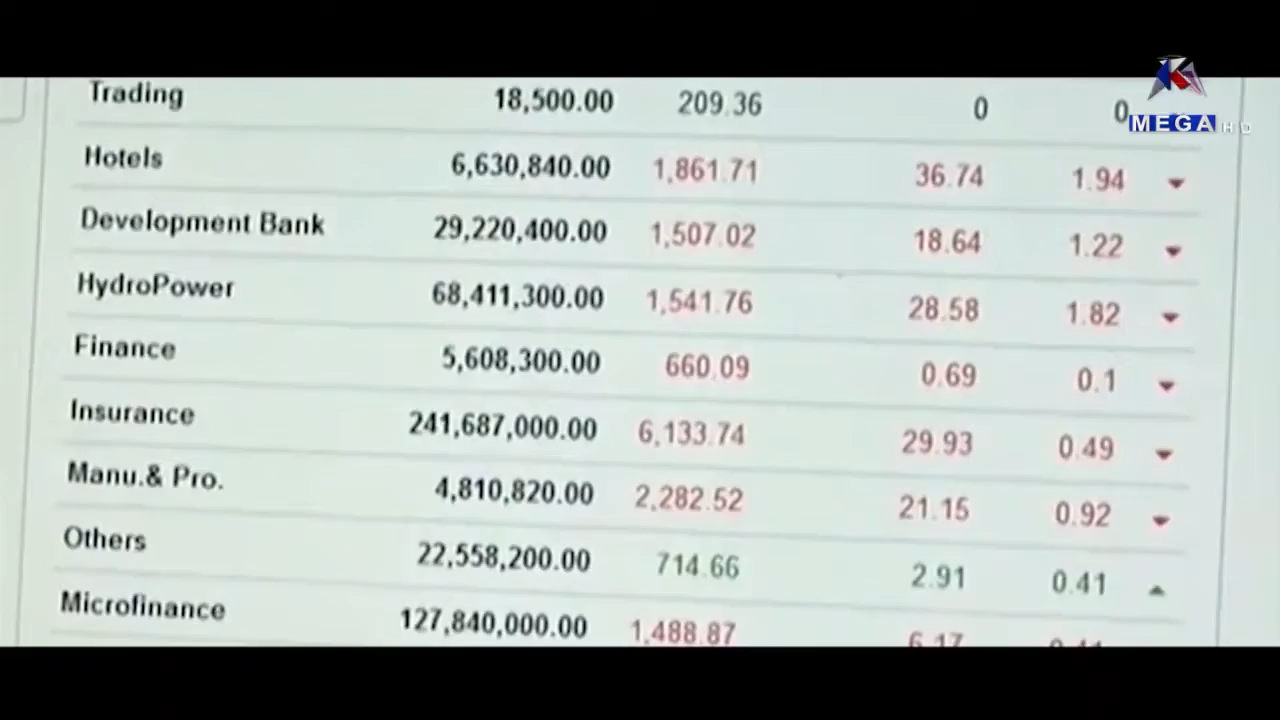 MEGA HD
Trading 18,500.00 209.36 0 0
Hotels 6,630,840.00 1,861.71 36.74 1.94
Development Bank 29,220,400.00 1,507.02 18.64 1.22
HydroPower 68,411,300.00 1,541.76 28.58 1.82
Finance 5,608,300.00 660.09 0.69 0.1
Insurance 241,687,000.00 6,133.74 29.93 0.49
Manu.& Pro. 4,810,820.00 2,282.52 21.15 0.92
Others 22,558,200.00 714.66 2.91 0.41
Microfinance 127,840,000.00 1,488.87 6.17